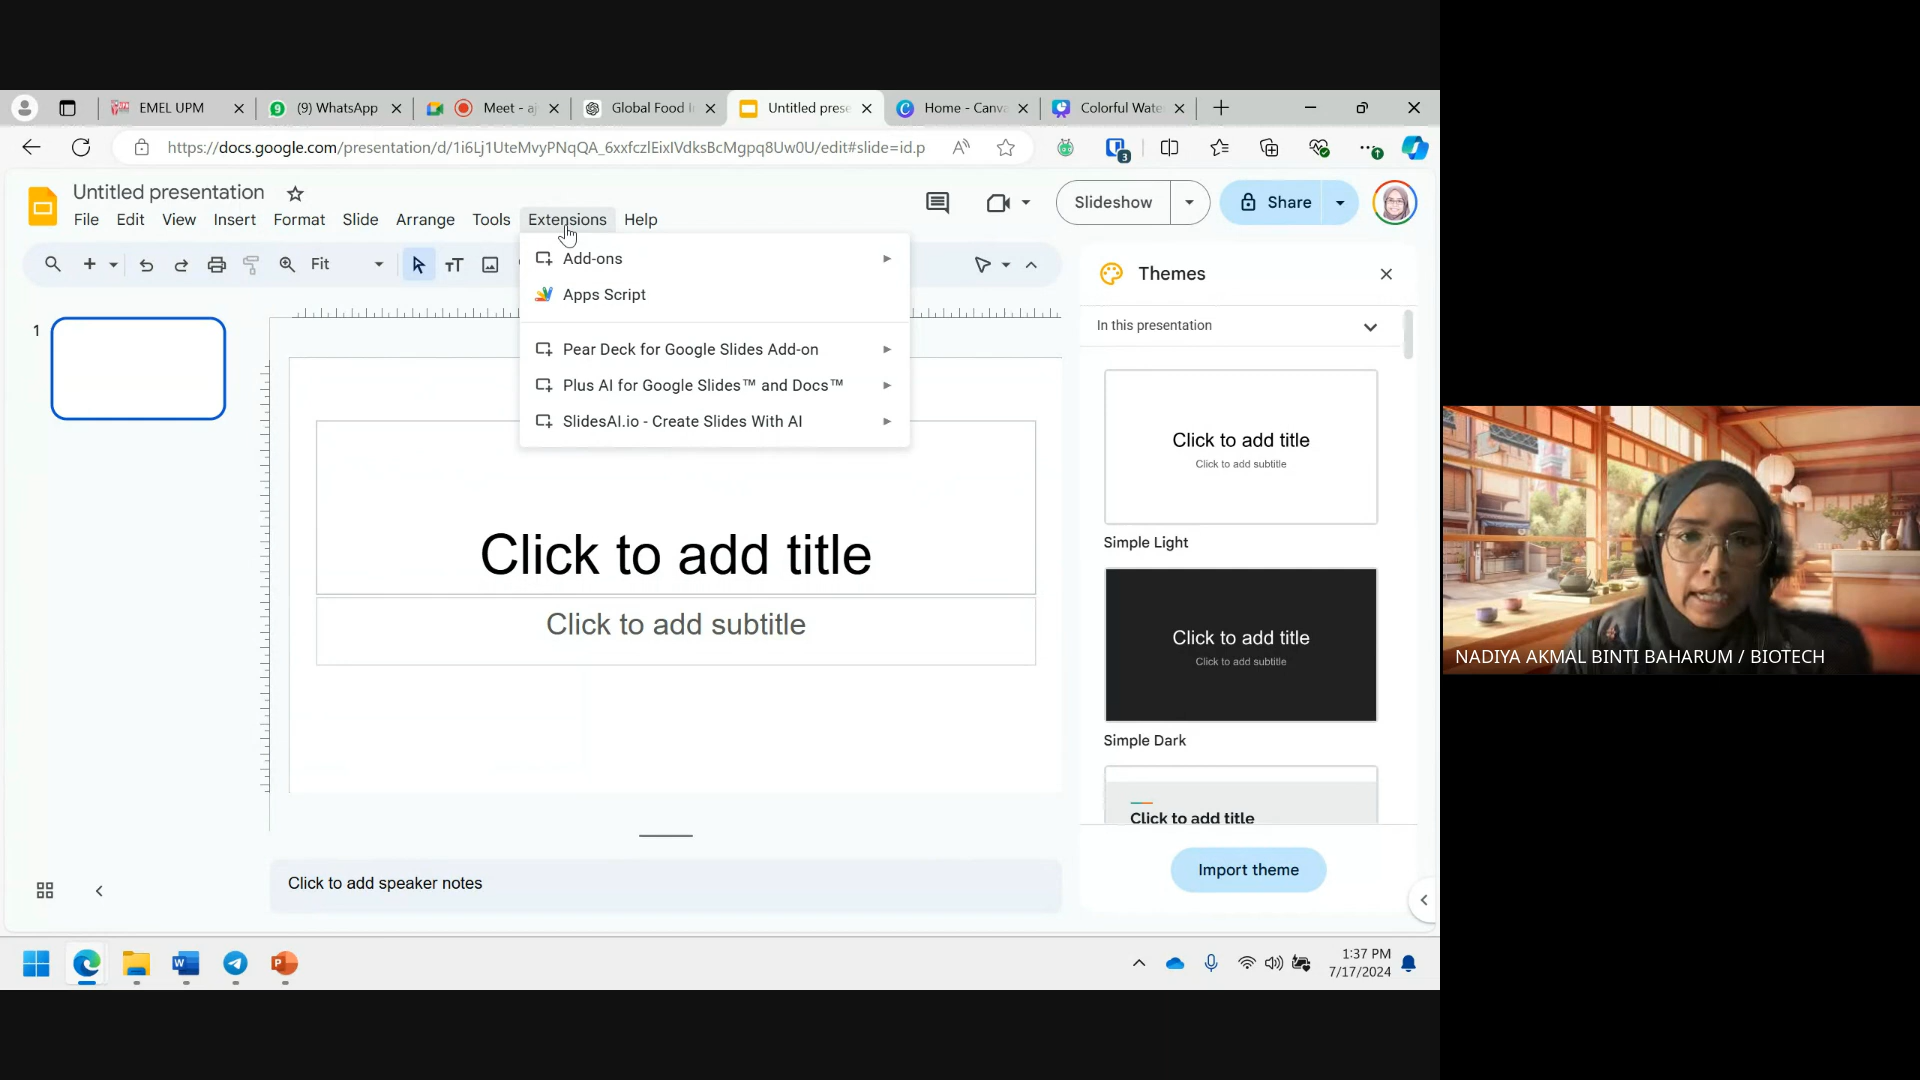 EMEL UPM
(9) WhatsApp
Meet - aj
Global Food I
Untitled prese
Home - Canva
Colorful Wate
https://docs.google.com/presentation/d/1i6Lj1UteMvyPNqQA_6xxfczlEixIVdksBcMgpq8Uw0U/edit#slide=id.p
3
Untitled presentation
Slideshow
Share
File Edit View Insert Format Slide Arrange Tools Extensions Help
Fit
Add-ons
Apps Script
Pear Deck for Google Slides Add-on
Plus AI for Google Slides™ and Docs™
SlidesAI.io - Create Slides With AI
1
Click to add title
Click to add subtitle
Click to add speaker notes
Themes
In this presentation
Click to add title
Click to add subtitle
Simple Light
Click to add title
Click to add subtitle
Simple Dark
Click to add title
Import theme
1:37 PM
7/17/2024
NADIYA AKMAL BINTI BAHARUM / BIOTECH